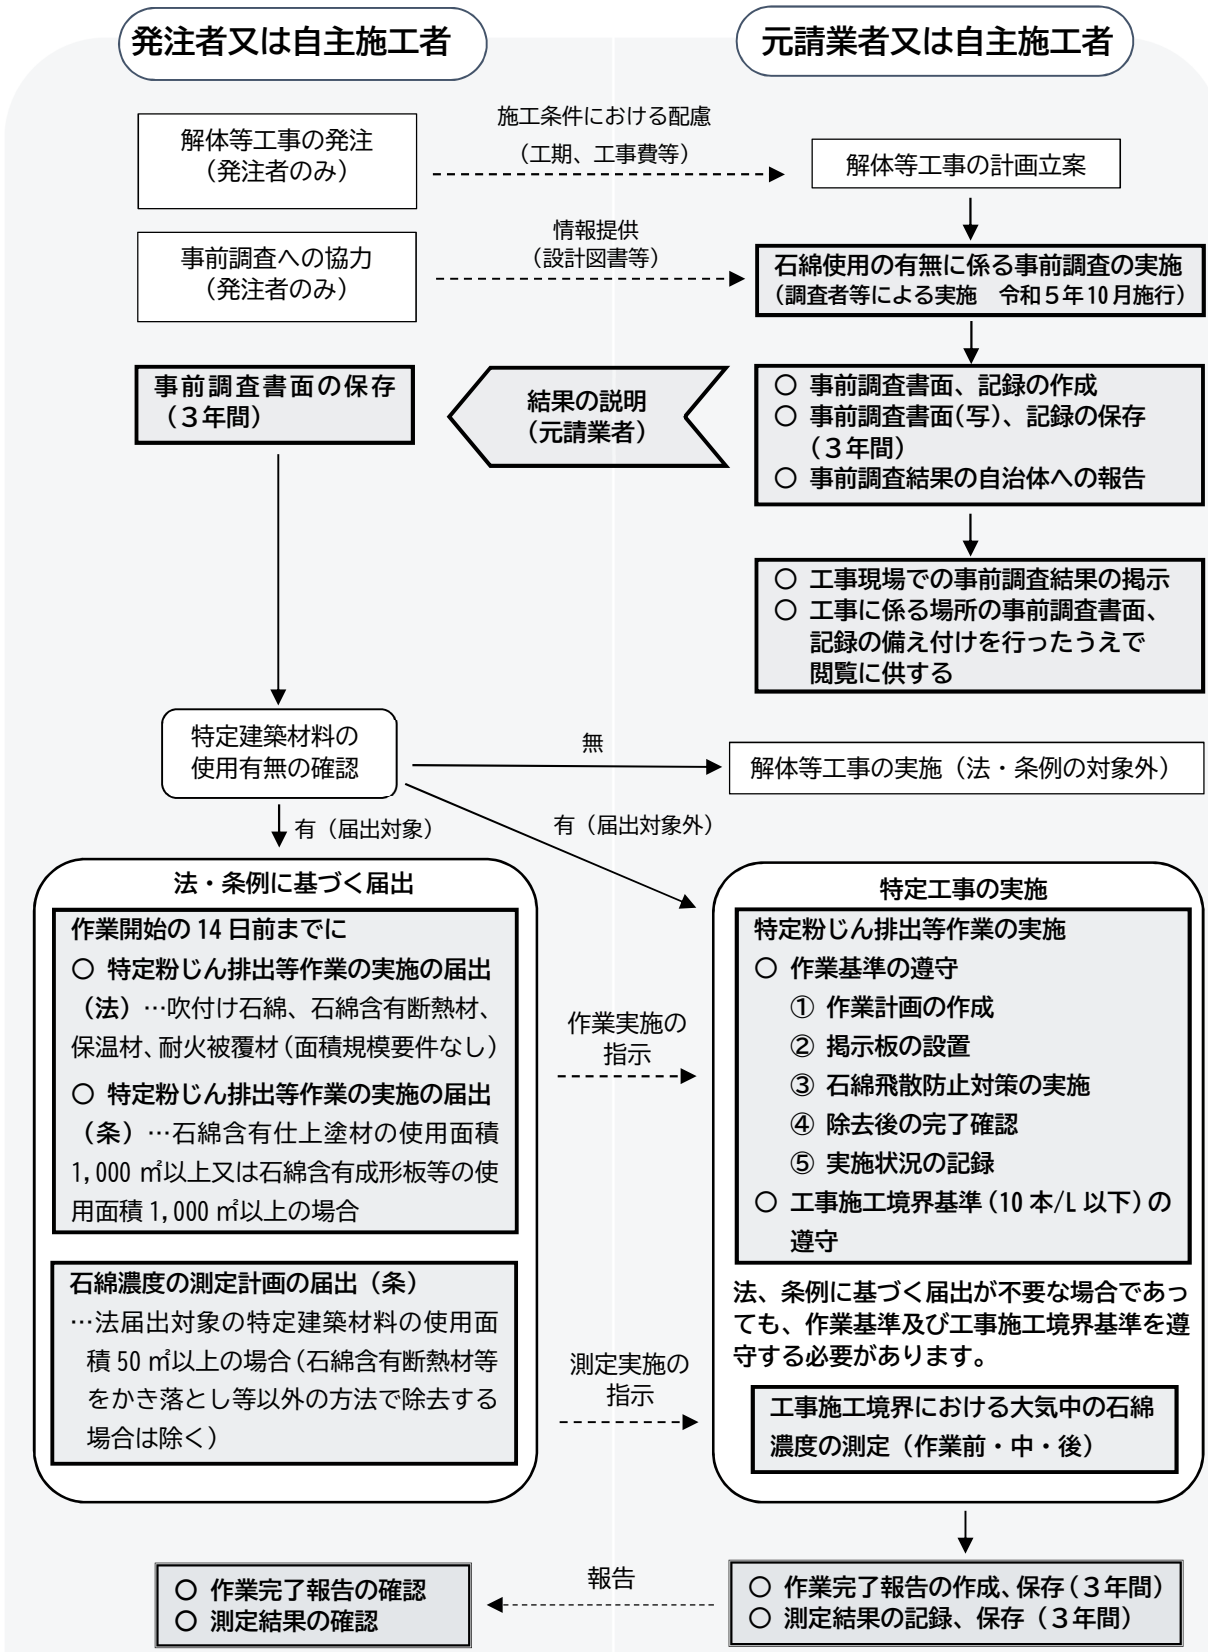 発注者又は自主施工者
元請業者又は自主施工者
解体等工事の発注
(発注者のみ)
施工条件における配慮
(工期、工事費等)
解体等工事の計画立案
事前調査への協力
(発注者のみ)
情報提供
(設計図書等)
石綿使用の有無に係る事前調査の実施
(調査者等による実施 令和5年10月施行)
事前調査書面の保存
(3年間)
結果の説明
(元請業者)
○ 事前調査書面、記録の作成
○ 事前調査書面(写)、記録の保存
(3年間)
○ 事前調査結果の自治体への報告
○ 工事現場での事前調査結果の掲示
○ 工事に係る場所の事前調査書面、
記録の備え付けを行ったうえで
閲覧に供する
特定建築材料の
使用有無の確認
無
解体等工事の実施(法・条例の対象外)
有(届出対象)
有(届出対象外)
法・条例に基づく届出
作業開始の14日前までに
○ 特定粉じん排出等作業の実施の届出
(法)…吹付け石綿、石綿含有断熱材、
保温材、耐火被覆材(面積規模要件なし)
○ 特定粉じん排出等作業の実施の届出
(条)…石綿含有仕上塗材の使用面積
1,000㎡以上又は石綿含有成形板等の使
用面積1,000㎡以上の場合
石綿濃度の測定計画の届出(条)
…法届出対象の特定建築材料の使用面
積50㎡以上の場合(石綿含有断熱材等
をかき落とし等以外の方法で除去する
場合は除く)
作業実施の
指示
測定実施の
指示
特定工事の実施
特定粉じん排出等作業の実施
○ 作業基準の遵守
① 作業計画の作成
② 掲示板の設置
③ 石綿飛散防止対策の実施
④ 除去後の完了確認
⑤ 実施状況の記録
○ 工事施工境界基準(10本/L以下)の
遵守
法、条例に基づく届出が不要な場合であっ
ても、作業基準及び工事施工境界基準を遵
守する必要があります。
工事施工境界における大気中の石綿
濃度の測定(作業前・中・後)
○ 作業完了報告の確認
○ 測定結果の確認
報告
○ 作業完了報告の作成、保存(3年間)
○ 測定結果の記録、保存(3年間)